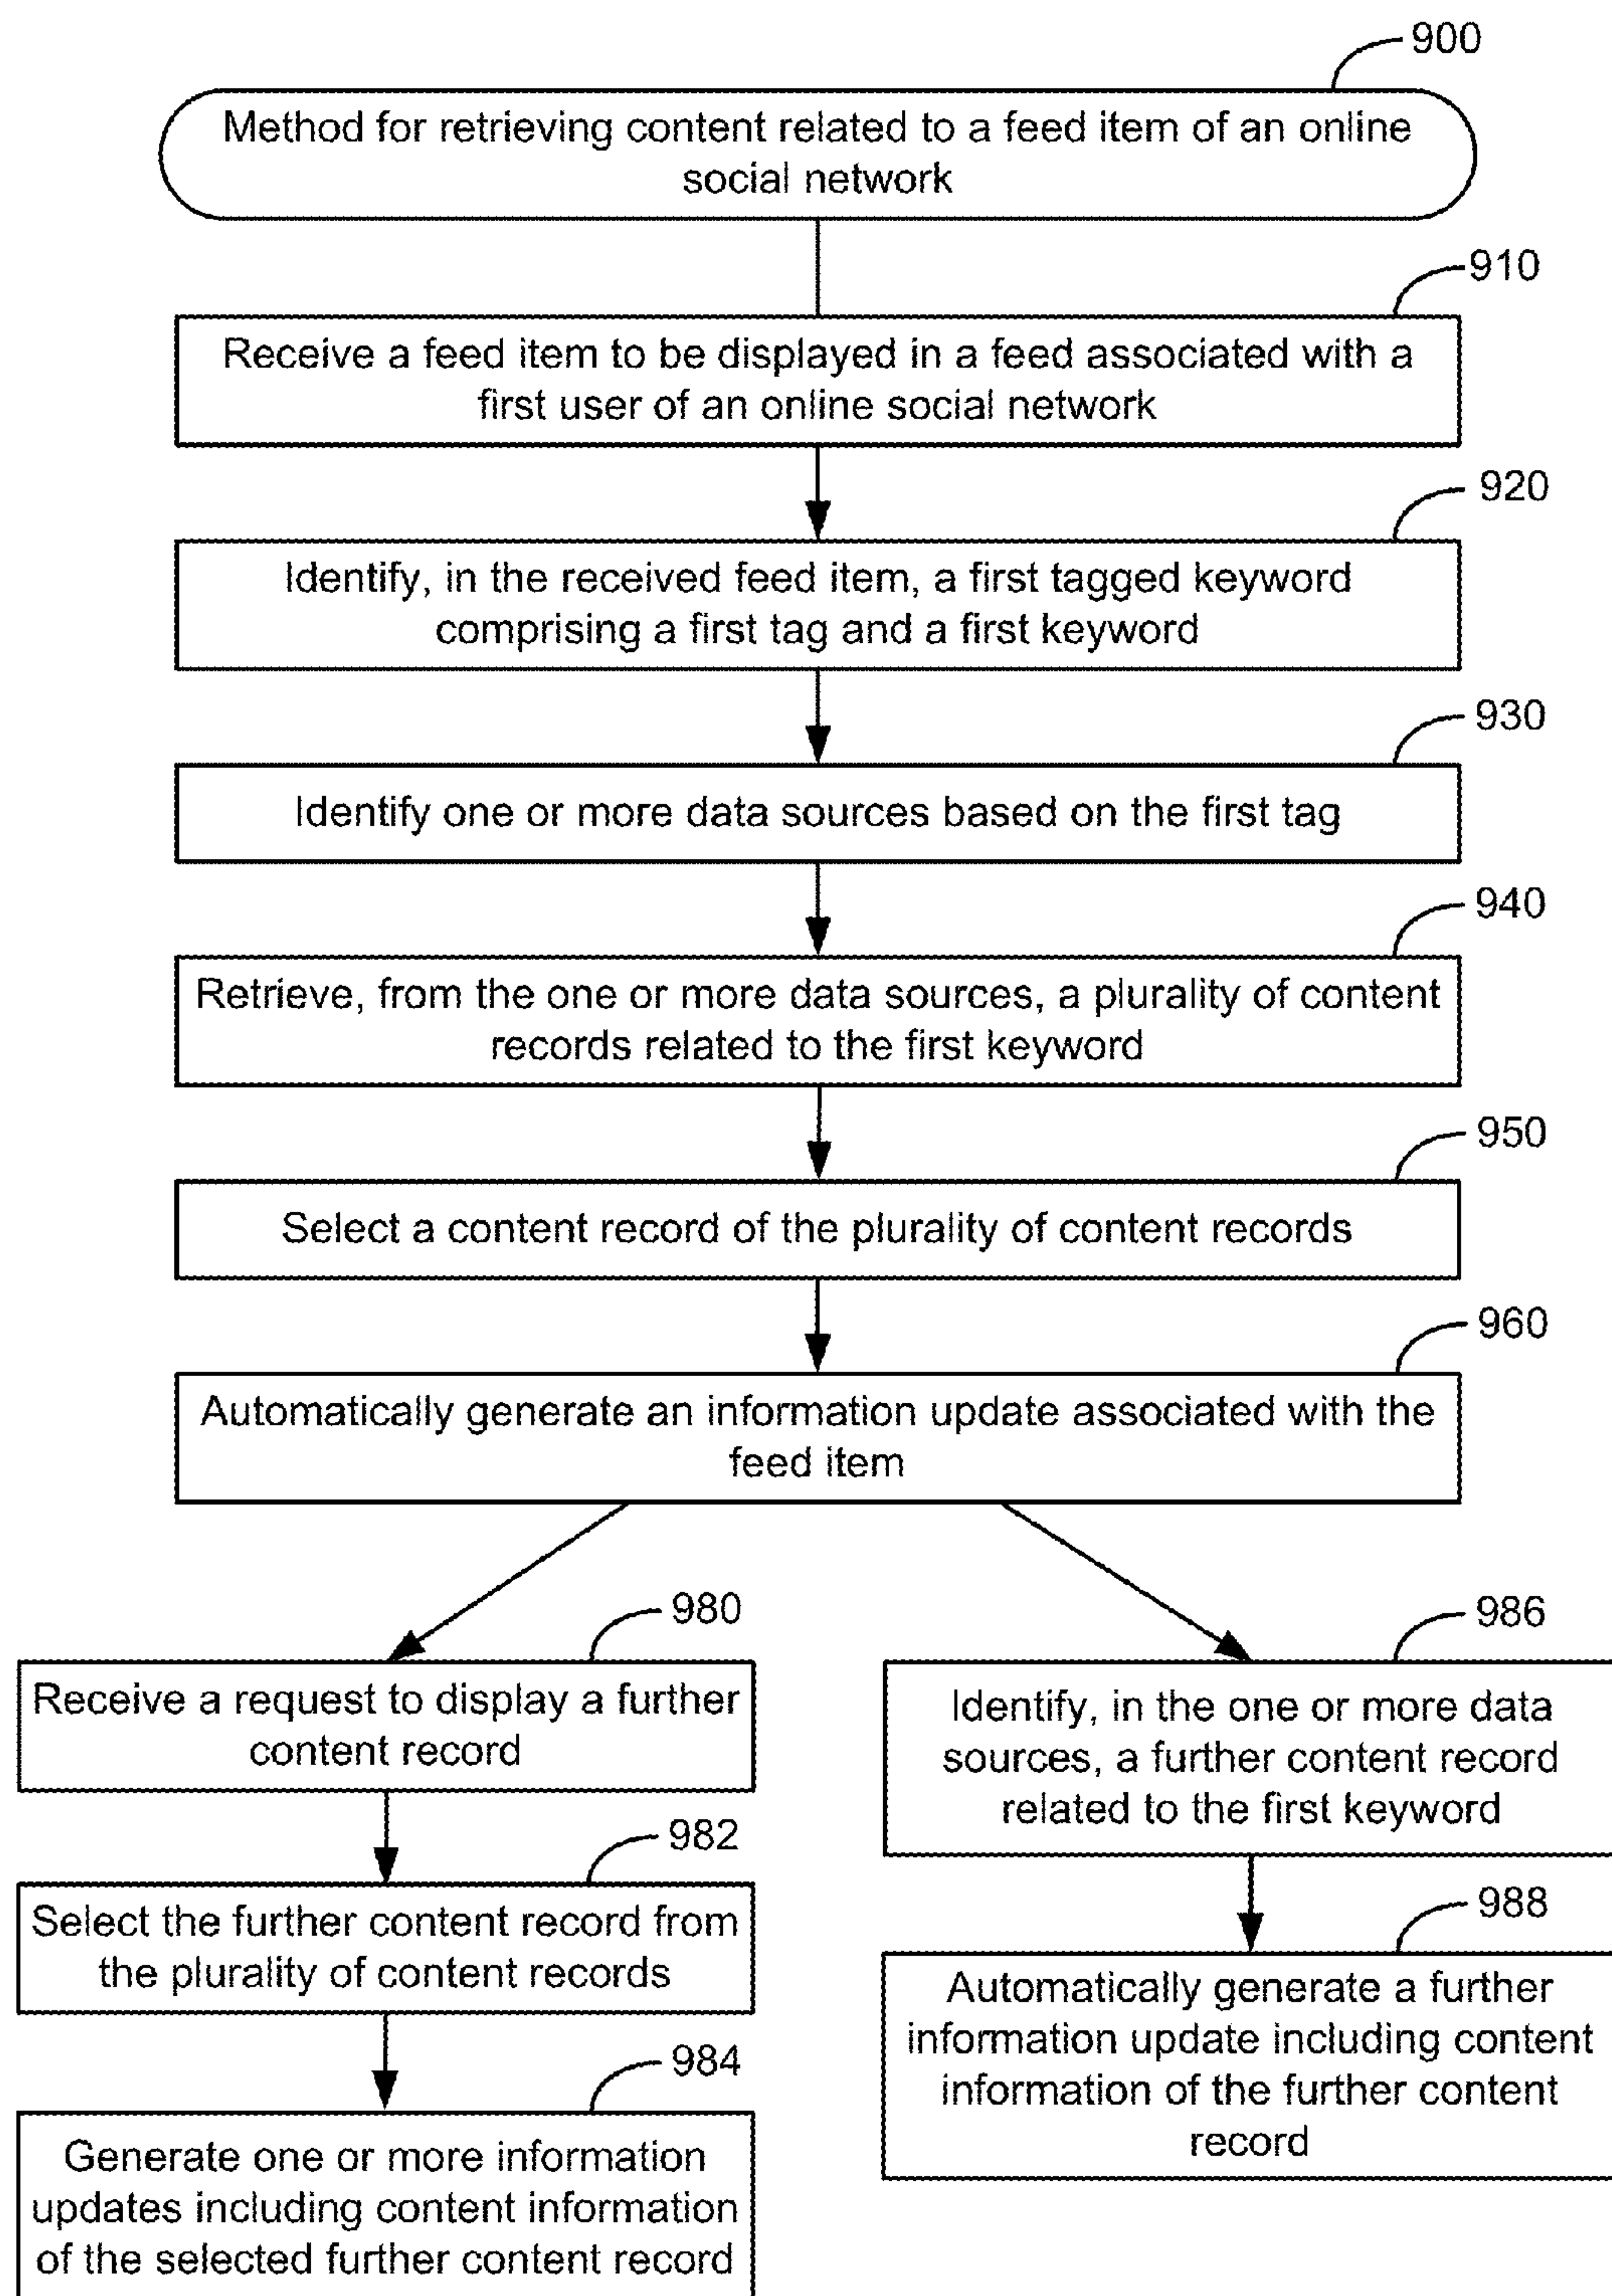 900
Method for retrieving content related to a feed item of an online
social network
910
Receive a feed item to be displayed in a feed associated with a
first user of an online social network
920
Identify, in the received feed item, a first tagged keyword
comprising a first tag and a first keyword
930
Identify one or more data sources based on the first tag
940
Retrieve, from the one or more data sources, a plurality of content
records related to the first keyword
950
Select a content record of the plurality of content records
960
Automatically generate an information update associated with the
feed item
980
Receive a request to display a further
content record
982
Select the further content record from
the plurality of content records
984
Generate one or more information
updates including content information
of the selected further content record
986
Identify, in the one or more data
sources, a further content record
related to the first keyword
988
Automatically generate a further
information update including content
information of the further content
record